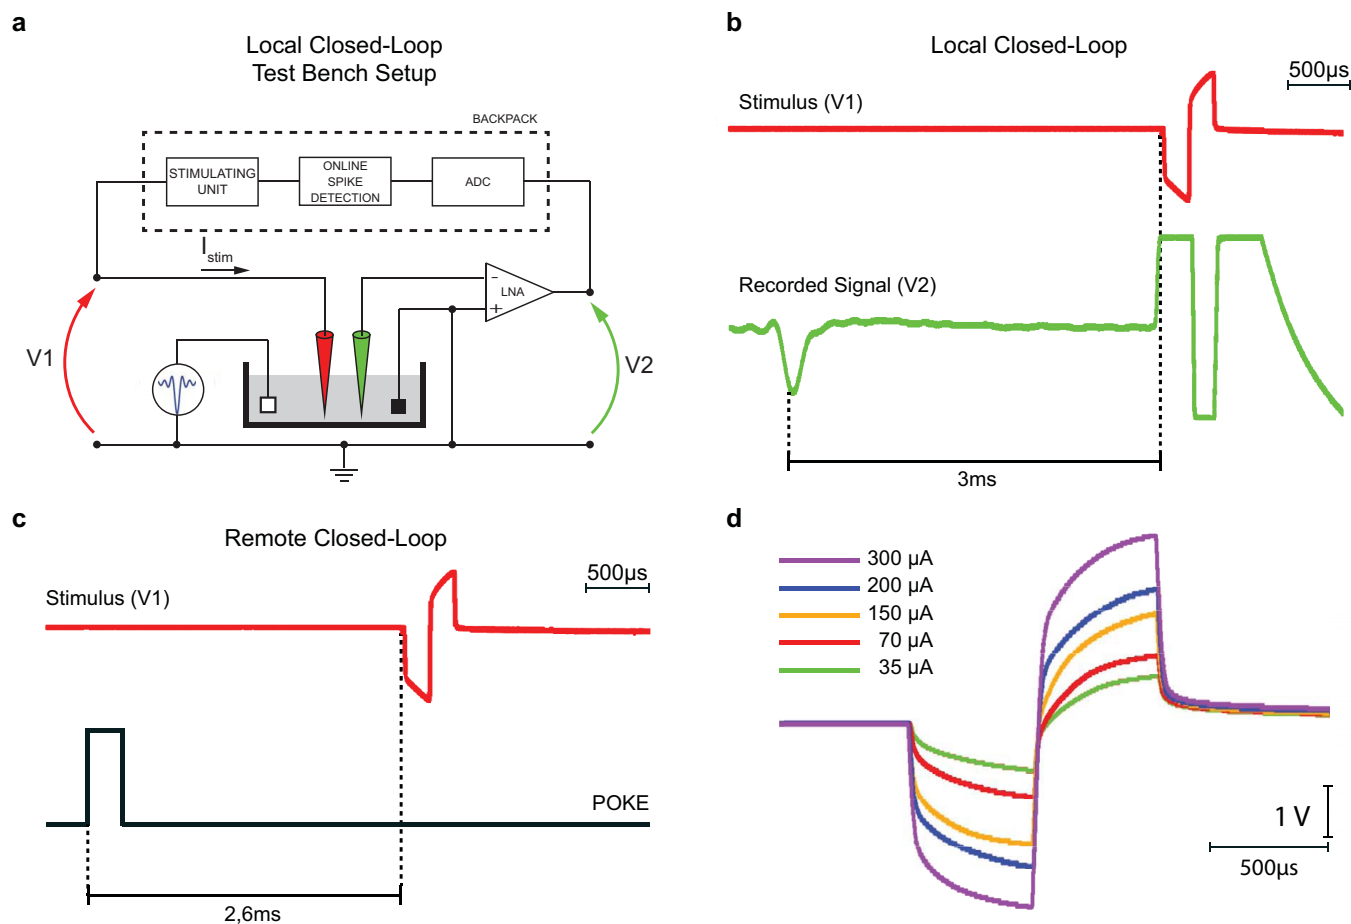 a
Local Closed-Loop
Test Bench Setup
BACKPACK
STIMULATING
UNIT
ONLINE
SPIKE
DETECTION
ADC
I stim
LNA
-
+
V1
V2
b
Local Closed-Loop
500µs
Stimulus (V1)
Recorded Signal (V2)
3ms
c
Remote Closed-Loop
500µs
Stimulus (V1)
POKE
2,6ms
d
300 µA
200 µA
150 µA
70 µA
35 µA
1 V
500µs